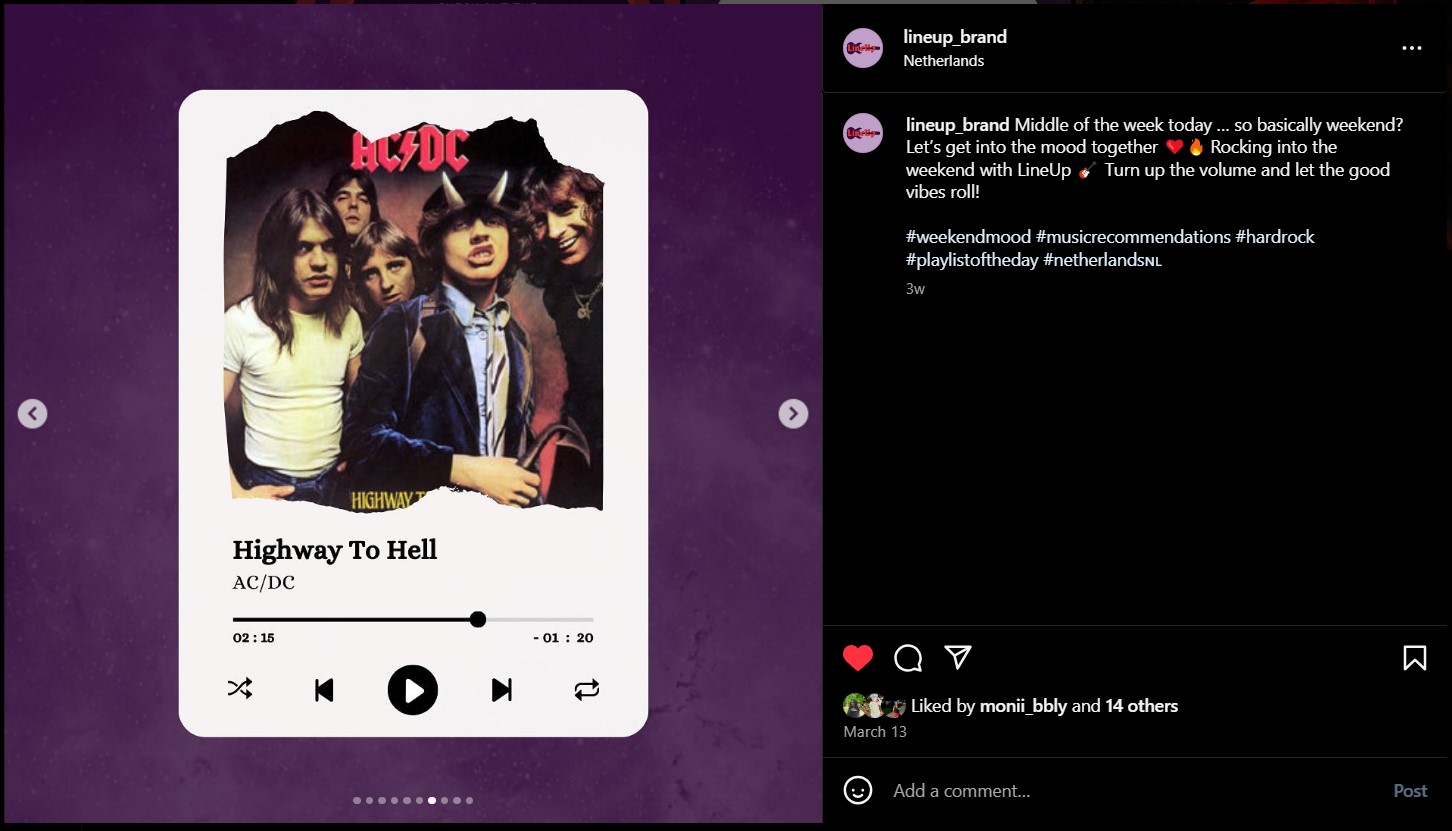 AC/DC
HIGHWAY T
Highway To Hell
AC/DC
02 : 15
- 01 : 20
LineUp
lineup_brand
Netherlands
LineUp
lineup_brand Middle of the week today ... so basically weekend?
Let's get into the mood together ❤️🔥 Rocking into the
weekend with LineUp 🎸 Turn up the volume and let the good
vibes roll!
#weekendmood #musicrecommendations #hardrock
#playlistoftheday #netherlandsɴʟ
3w
Liked by monii_bbly and 14 others
March 13
Add a comment...
Post